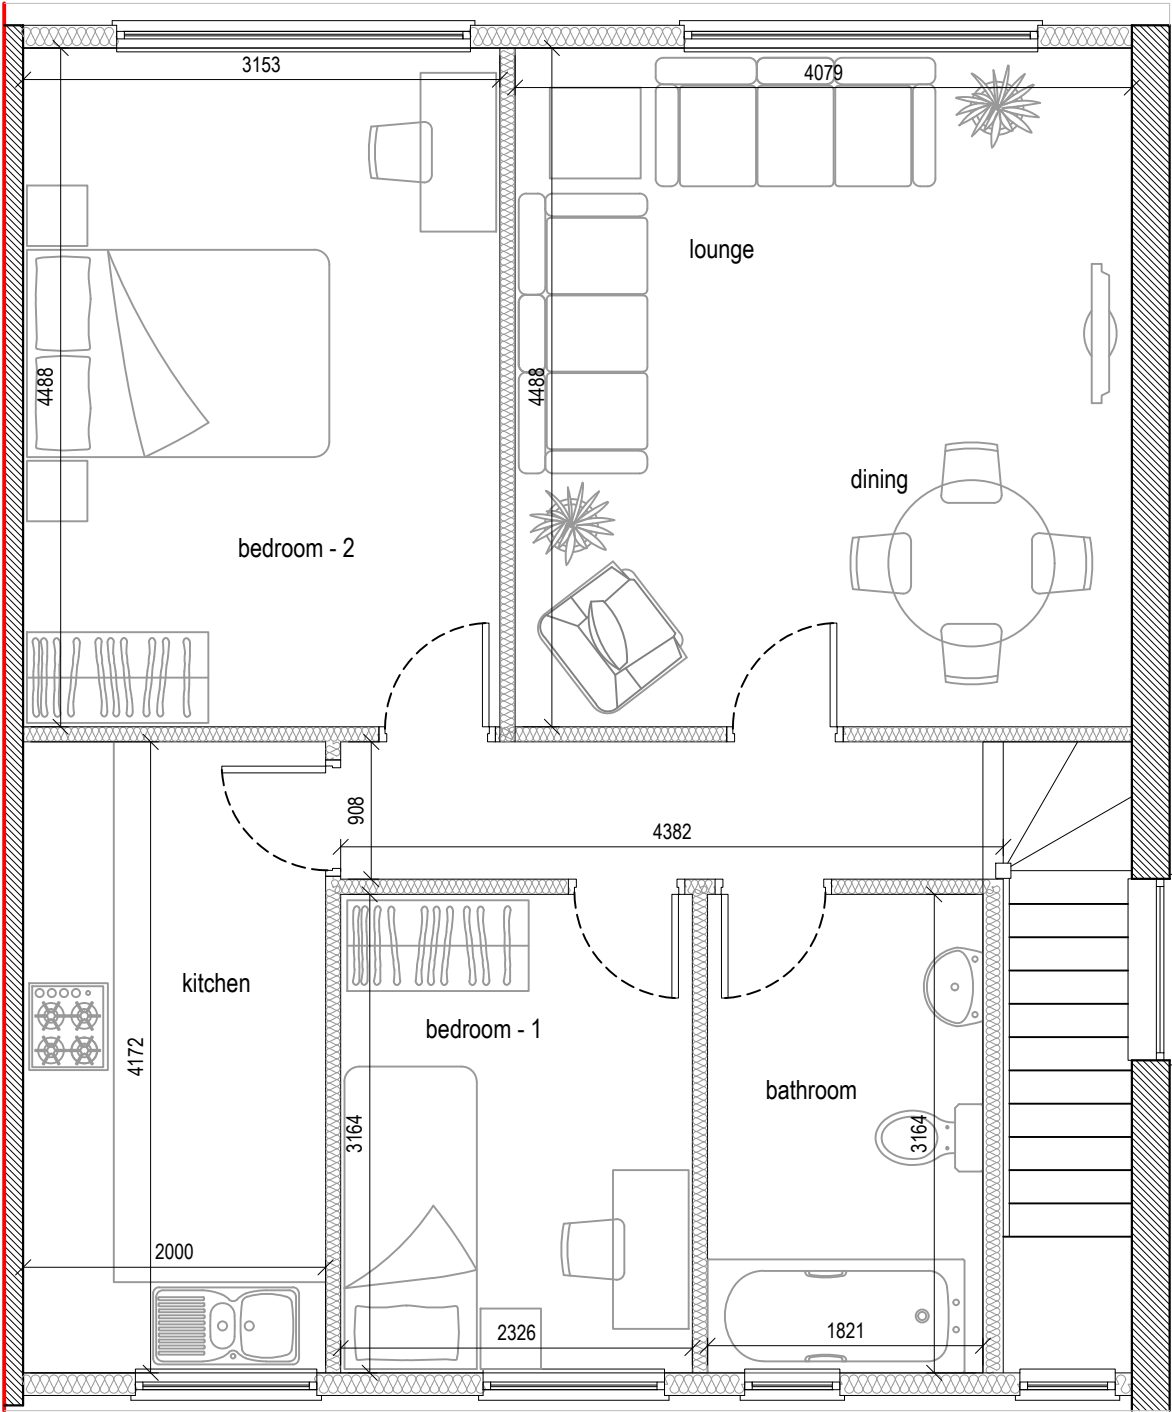 3153
4079
lounge
4488
4488
dining
bedroom - 2
908
4382
kitchen
bedroom - 1
4172
bathroom
3164
3164
2000
2326
1821